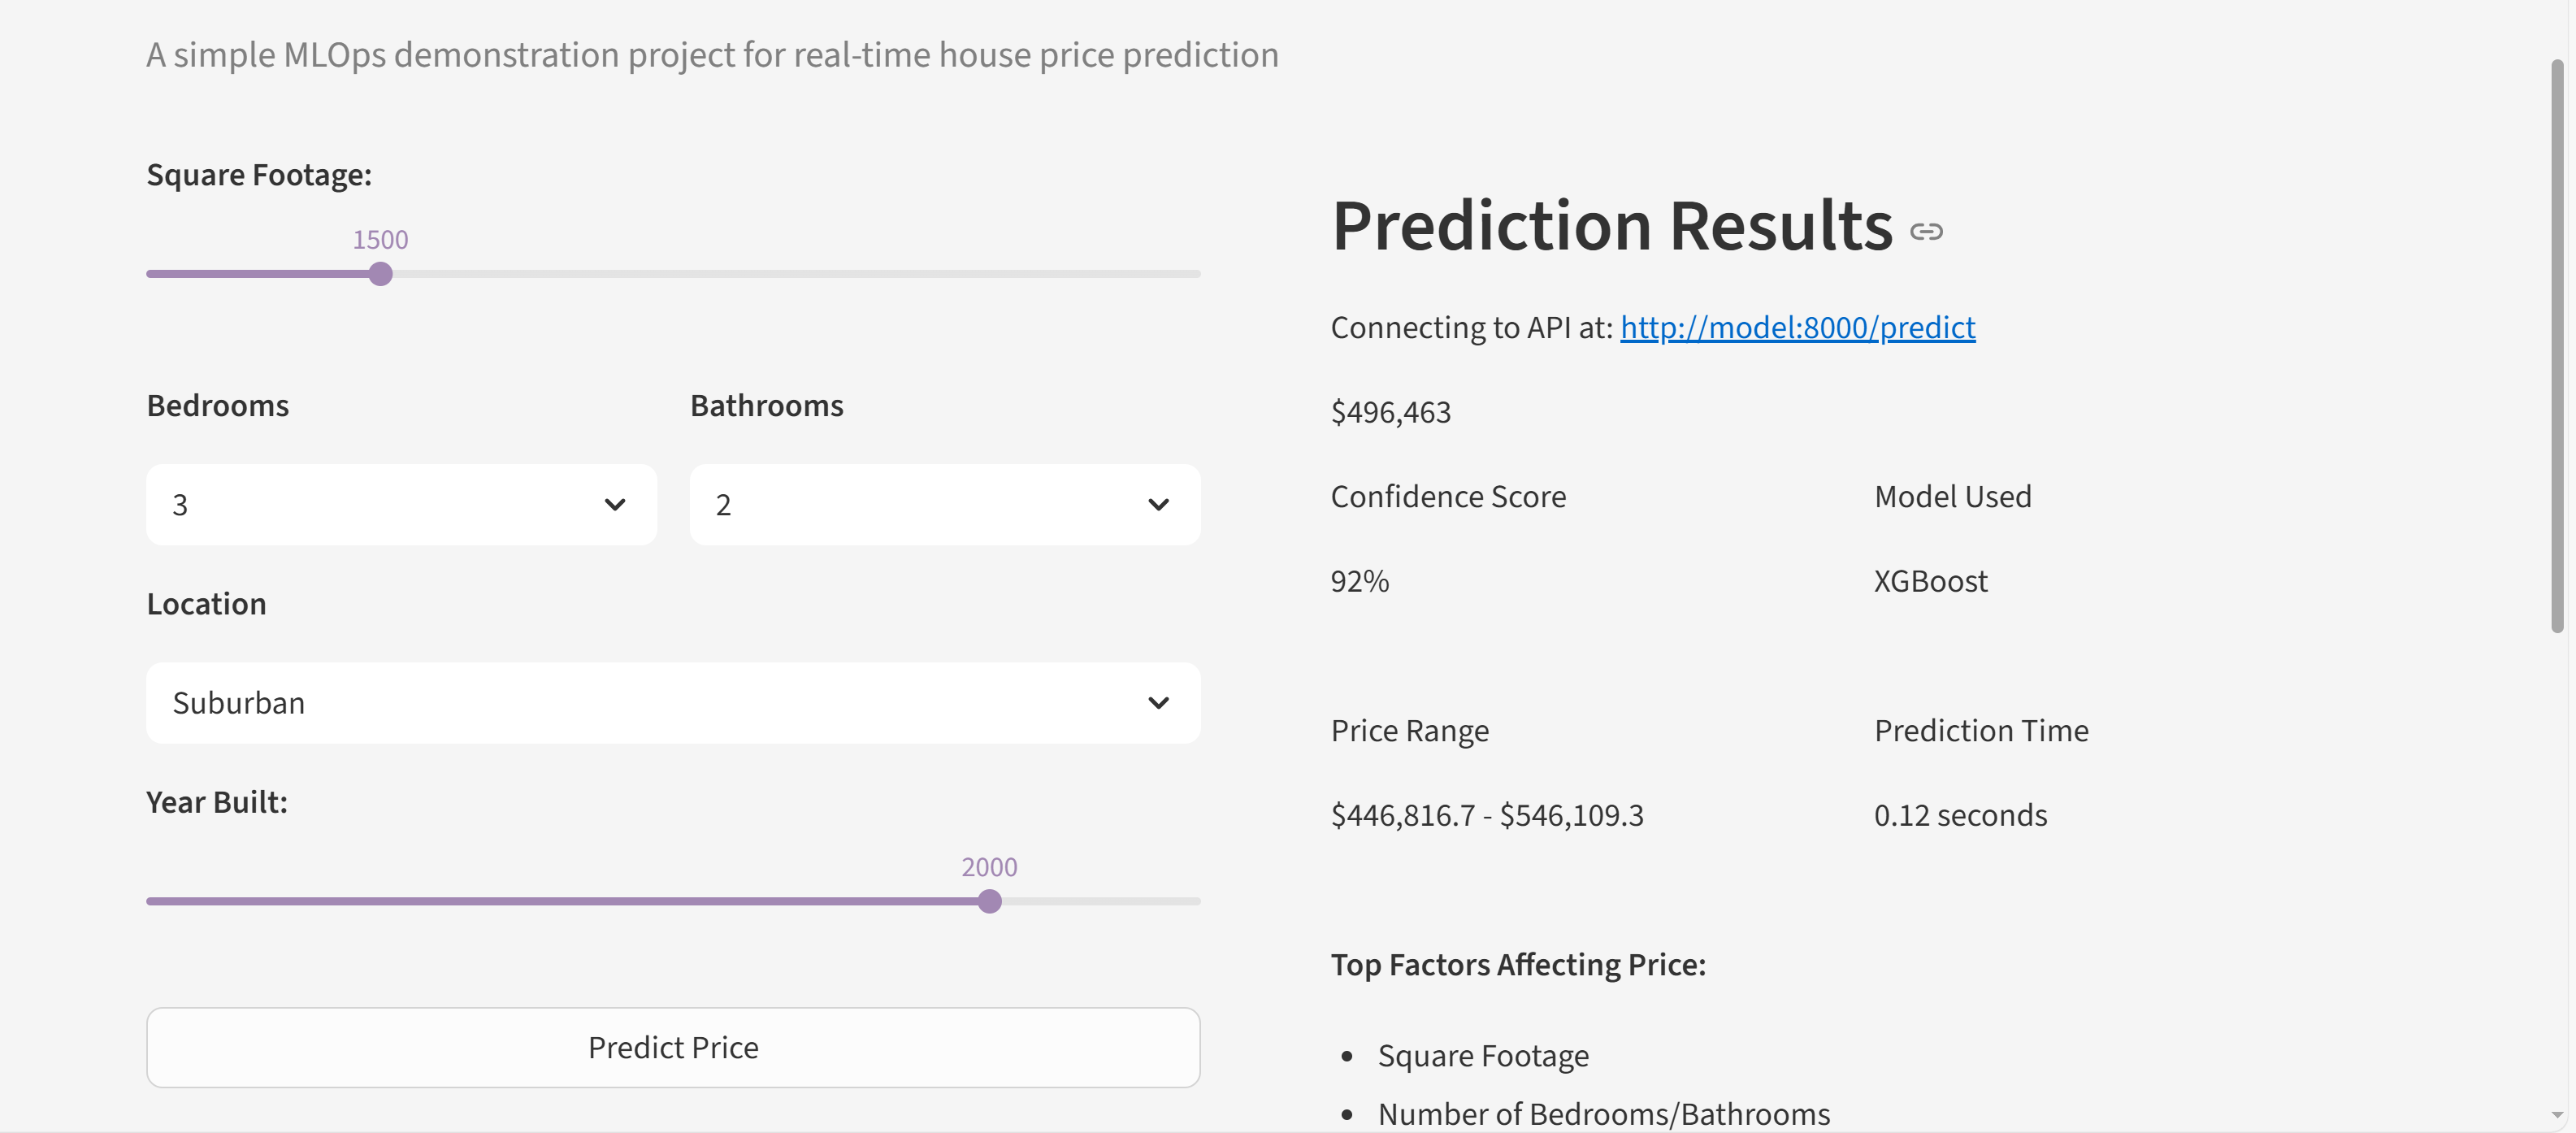 A simple MLOps demonstration project for real-time house price prediction
Square Footage:
1500
Bedrooms
Bathrooms
3
2
Location
Suburban
Year Built:
2000
Predict Price
Prediction Results
Connecting to API at: http://model:8000/predict
$496,463
Confidence Score
Model Used
92%
XGBoost
Price Range
Prediction Time
$446,816.7 - $546,109.3
0.12 seconds
Top Factors Affecting Price:
• Square Footage
• Number of Bedrooms/Bathrooms